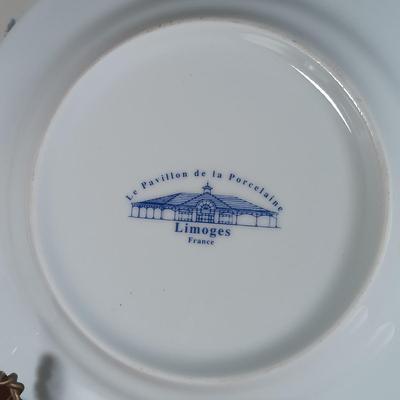 Le Pavillon de la Porcelaine
Limoges
France